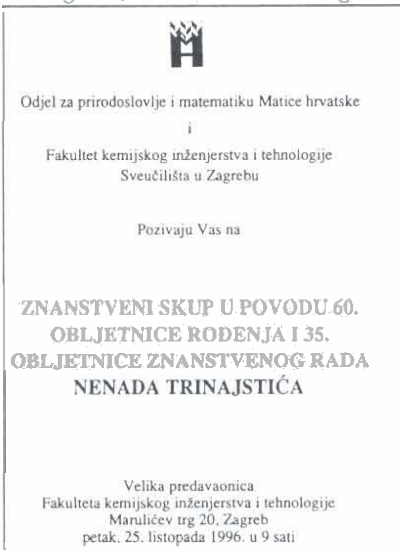 Odjel za prirodoslovlje i matematiku Matice hrvatske
i
Fakultet kemijskog inženjerstva i tehnologije
Sveučilišta u Zagrebu
Pozivaju Vas na
ZNANSTVENI SKUP U POVODU 60.
OBLJETNICE ROĐENJA I 35.
OBLJETNICE ZNANSTVENOG RADA
NENADA TRINAJSTIĆA
Velika predavaonica
Fakulteta kemijskog inženjerstva i tehnologije
Marulićev trg 20, Zagreb
petak, 25. listopada 1996. u 9 sati